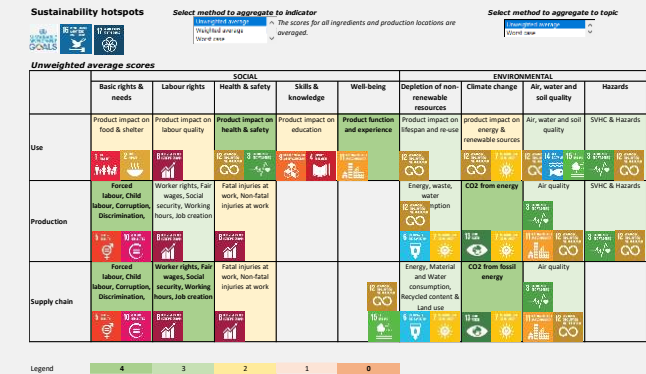 Sustainability hotspots
Select method to aggregate to indicator
Select method to aggregate to topic
Unweighted average
Weighted average
Worst case
The scores for all ingredients and production locations are
averaged.
Unweighted average
Weighted average
Worst case
GOALS
Unweighted average scores
SOCIAL
ENVIRONMENTAL
Basic rights &
needs
Labour rights
Health & safety
Skills &
knowledge
Well-being
Depletion of non-
renewable
resources
Climate change
Air, water and
soil quality
Hazards
Use
Product impact on
food & shelter
Product impact on
labour quality
Product impact on
health & safety
Product impact on
education
Product function
and experience
Product impact on
lifespan and re-use
product impact on
energy &
renewable sources
Air, water and soil
quality
SVHC & Hazards
Production
Forced
labour, Child
labour, Corruption,
Discrimination,
Worker rights, Fair
wages, Social
security, Working
hours, Job creation
Fatal injuries at
work, Non-fatal
injuries at work
Energy, waste,
water
CO2 from energy
Air quality
SVHC & Hazards
Supply chain
Forced
labour, Child
labour, Corruption,
Discrimination,
Worker rights, Fair
wages, Social
security, Working
hours, Job creation
Fatal injuries at
work, Non-fatal
injuries at work
Energy, Material
and Water
consumption,
Recycled content &
Land use
CO2 from fossil
energy
Air quality
Legend
4
3
2
1
0